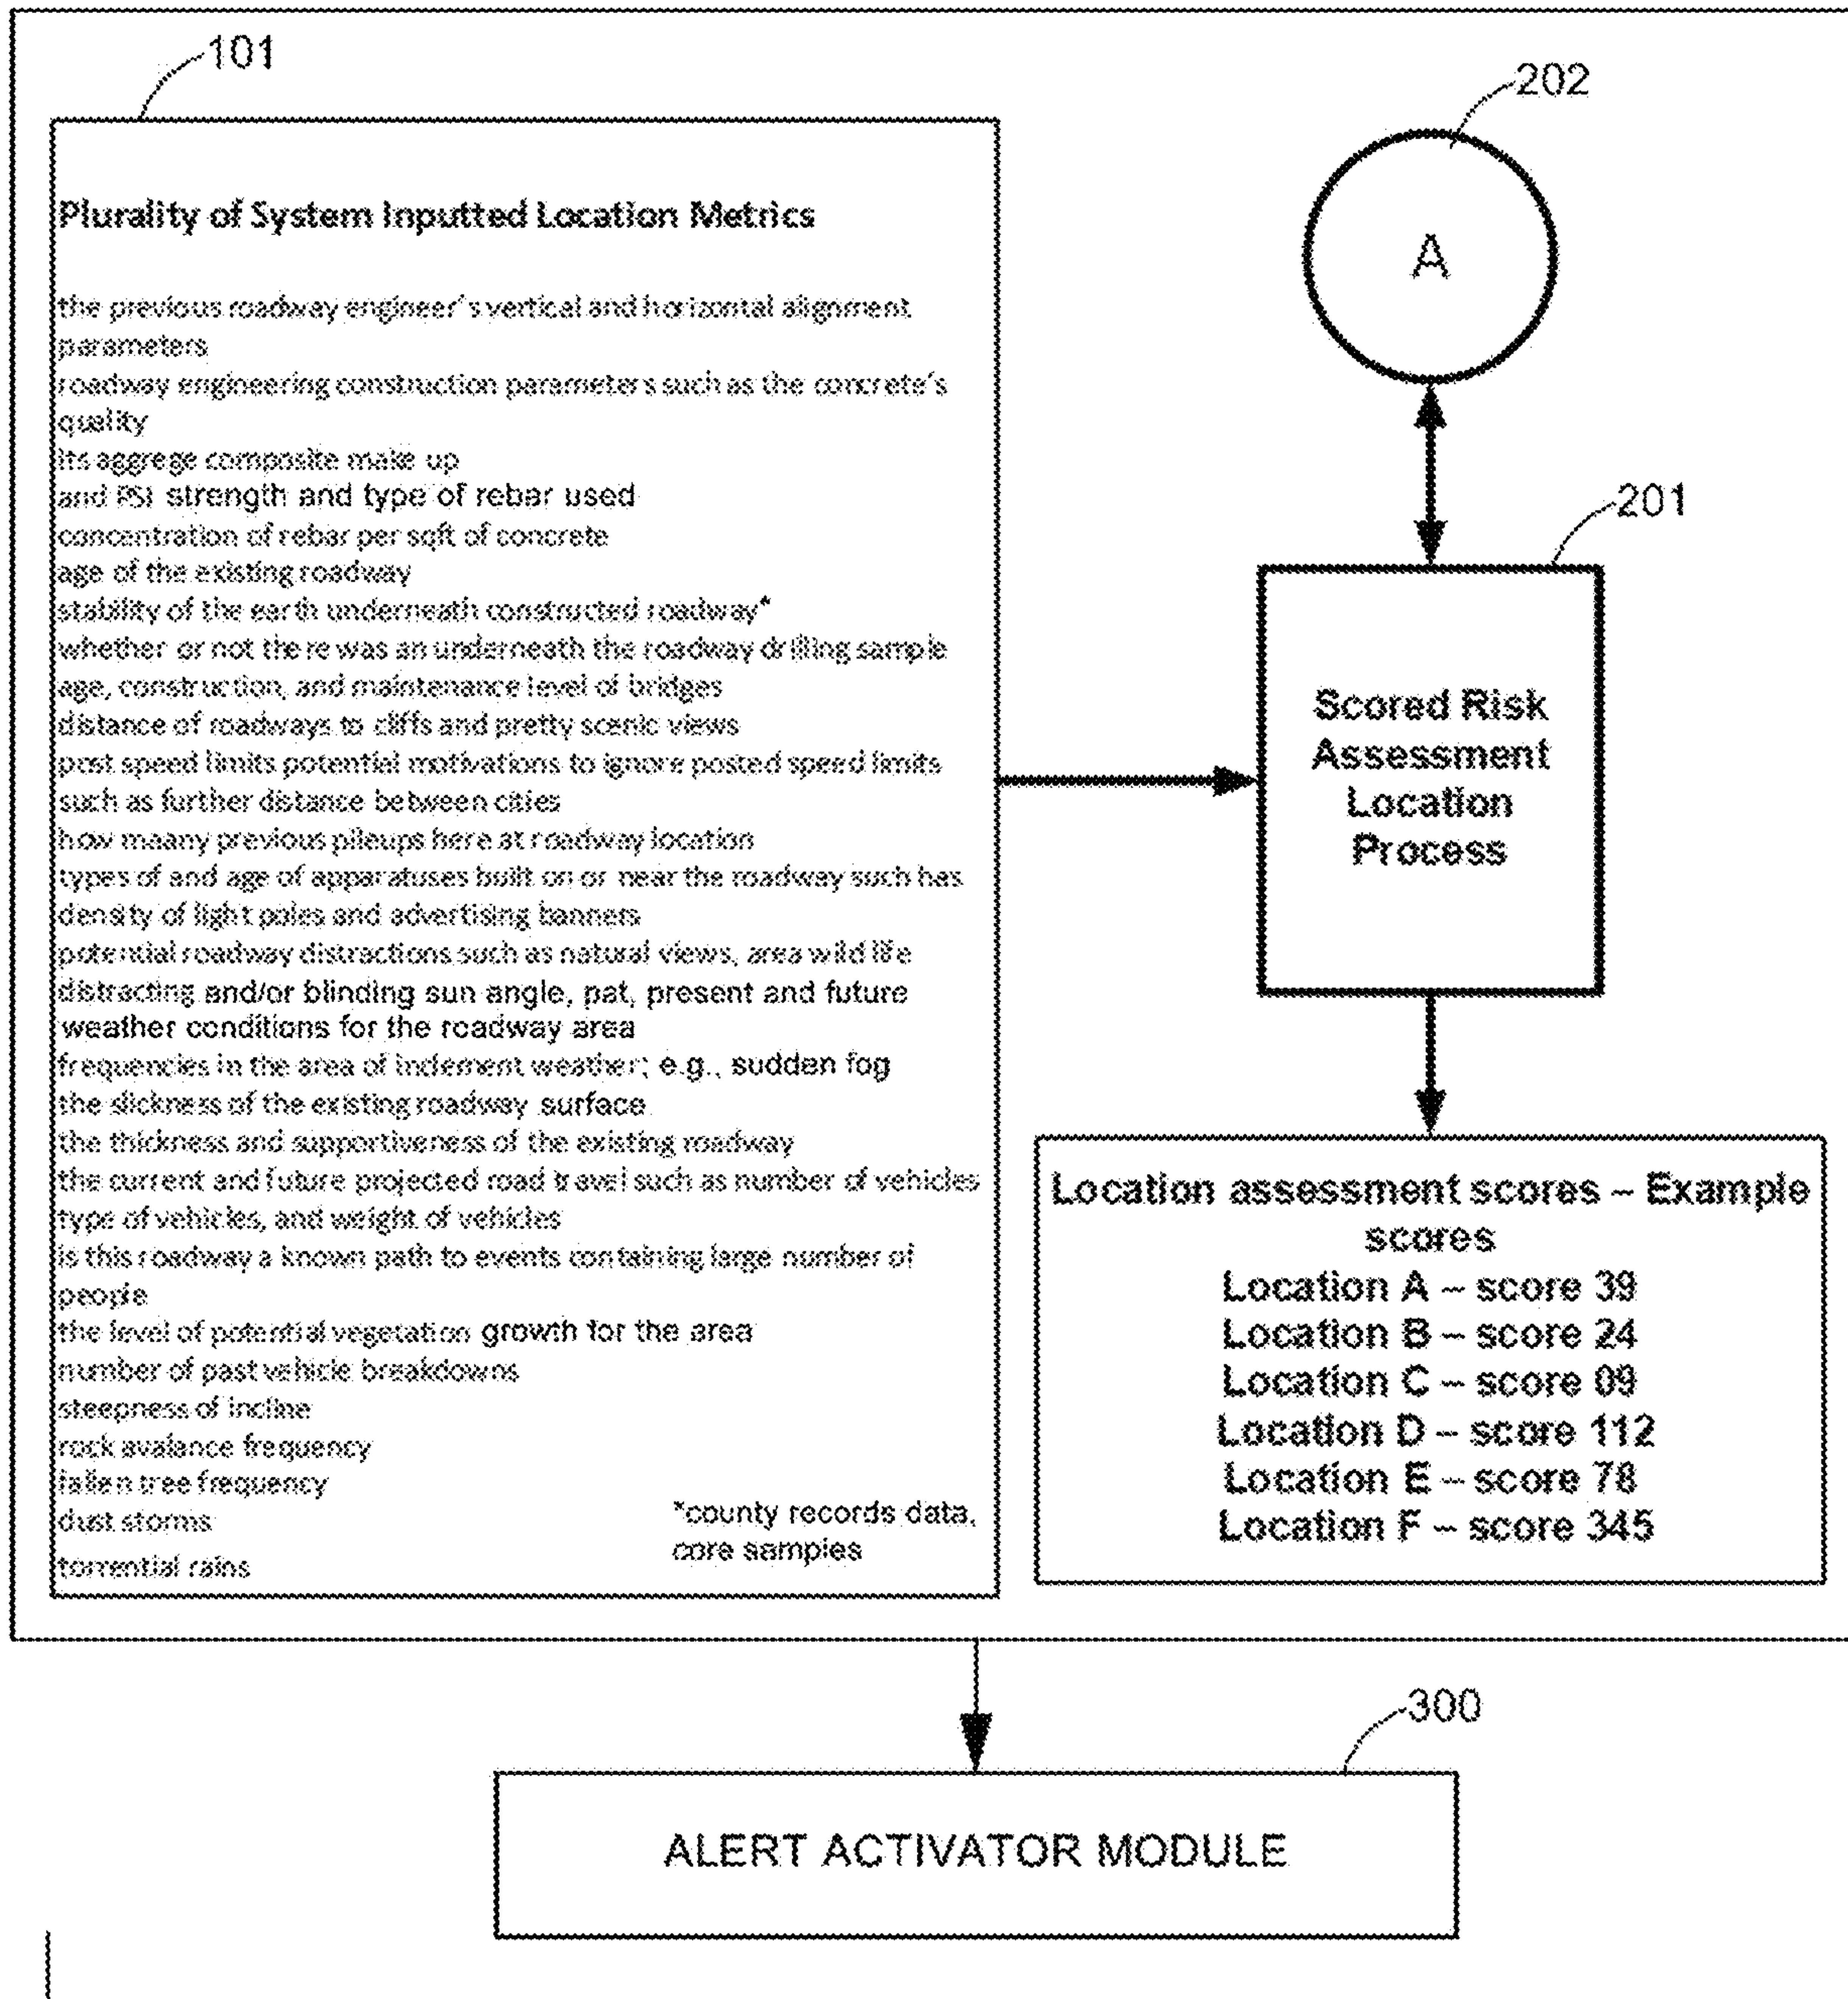 101
Plurality of System Inputted Location Metrics
the previous roadway engineer's vertical and horizontal alignment
parameters
roadway engineering construction parameters such as the concrete's
quality
its aggrege composite make up
and PSI strength and type of rebar used
concentration of rebar per sqft of concrete
age of the existing roadway
stability of the earth underneath constructed roadway*
whether or not there was an underneath the roadway drilling sample
age, construction, and maintenance level of bridges
distance of roadways to cliffs and pretty scenic views
post speed limits potential motivations to ignore posted speed limits
such as further distance between cities
how maany previous pileups here at roadway location
types of and age of apparatuses built on or near the roadway such has
density of light poles and advertising banners
potential roadway distractions such as natural views, area wild life
distracting and/or blinding sun angle, pat, present and future
weather conditions for the roadway area
frequencies in the area of inclement weather; e.g., sudden fog
the slickness of the existing roadway surface
the thickness and supportiveness of the existing roadway
the current and future projected road travel such as number of vehicles
type of vehicles, and weight of vehicles
is this roadway a known path to events containing large number of
people
the level of potential vegetation growth for the area
number of past vehicle breakdowns
steepness of incline
rock avalance frequency
fallen tree frequency
dust storms
torrential rains
*county records data,
core samples
202
A
201
Scored Risk
Assessment
Location
Process
Location assessment scores – Example
scores
Location A – score 39
Location B – score 24
Location C – score 09
Location D – score 112
Location E – score 78
Location F – score 345
300
ALERT ACTIVATOR MODULE